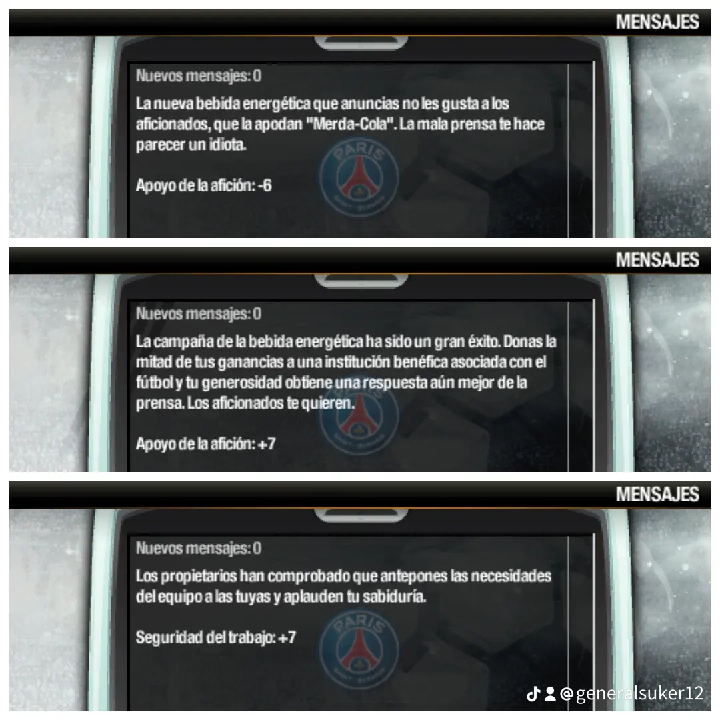 MENSAJES
Nuevos mensajes: 0
La nueva bebida energética que anuncias no les gusta a los
aficionados, que la apodan "Merda-Cola". La mala prensa te hace
parecer un idiota.
Apoyo de la afición: -6
PARIS
MENSAJES
Nuevos mensajes: 0
La campaña de la bebida energética ha sido un gran éxito. Donas la
mitad de tus ganancias a una institución benéfica asociada con el
fútbol y tu generosidad obtiene una respuesta aún mejor de la
prensa. Los aficionados te quieren.
Apoyo de la afición: +7
MENSAJES
Nuevos mensajes: 0
Los propietarios han comprobado que antepones las necesidades
del equipo a las tuyas y aplauden tu sabiduría.
Seguridad del trabajo: +7
PARIS
@generalsuker12